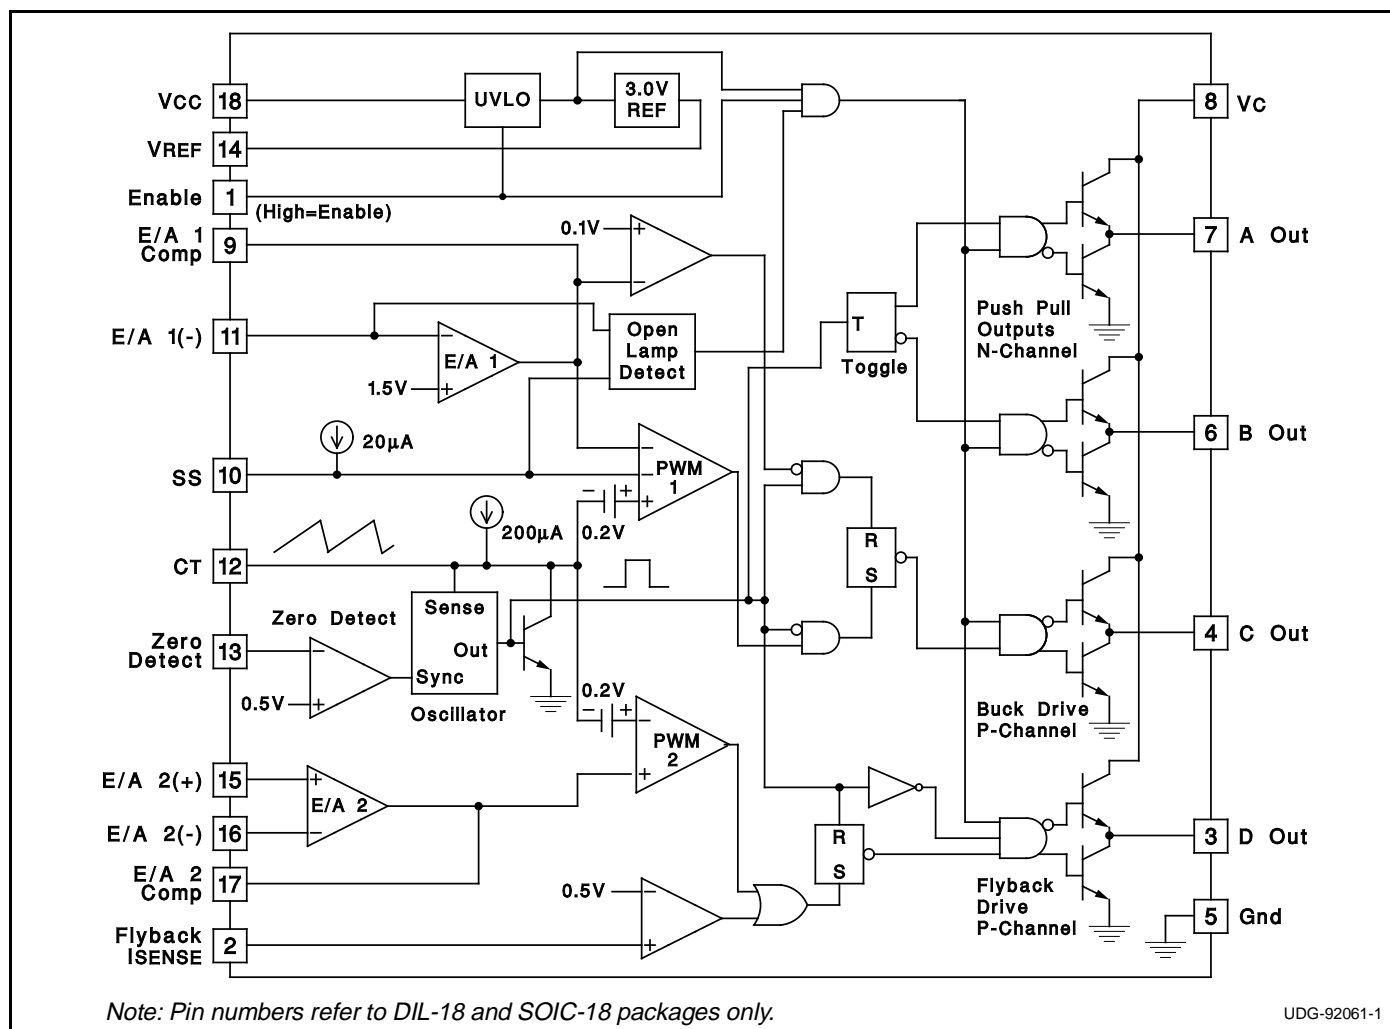 VCC 18
UVLO
3.0V
REF
8 VC
VREF 14
Enable 1
(High=Enable)
E/A 1
Comp 9
0.1V
+
−
7 A Out
E/A 1(-) 11
−
E/A 1
1.5V
+
Open
Lamp
Detect
T
Toggle
Push Pull
Outputs
N-Channel
20µA
SS 10
−
−
PWM
1
+
− +
0.2V
6 B Out
200µA
CT 12
R
S
Zero
Detect 13
Zero Detect
−
0.5V
+
Sense
Out
Sync
Oscillator
4 C Out
0.2V
− +
−
PWM
2
+
Buck Drive
P-Channel
E/A 2(+) 15
+
E/A 2
−
E/A 2(-) 16
E/A 2
Comp 17
R
S
3 D Out
0.5V
−
+
Flyback
Drive
P-Channel
Flyback
ISENSE 2
5 Gnd
Note: Pin numbers refer to DIL-18 and SOIC-18 packages only.
UDG-92061-1